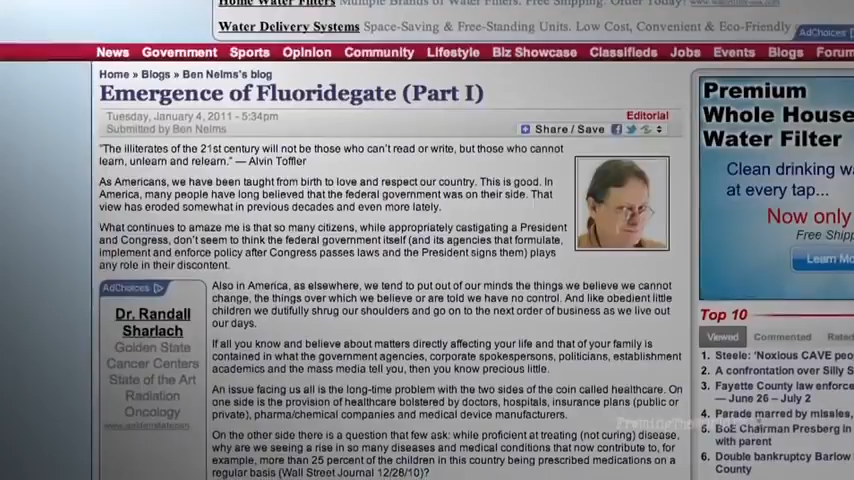 Home Water Filters Multiple Brands of Water Filters. Free Shipping. Order Today!
Water Delivery Systems Space-Saving & Free-Standing Units. Low Cost, Convenient & Eco-Friendly
AdChoices
News Government Sports Opinion Community Lifestyle Biz Showcase Classifieds Jobs Events Blogs Forum
Home » Blogs » Ben Nelms's blog
Emergence of Fluoridegate (Part I)
Tuesday, January 4, 2011 - 5:34pm
Submitted by Ben Nelms
Editorial
Share / Save
"The illiterates of the 21st century will not be those who can't read or write, but those who cannot
learn, unlearn and relearn." — Alvin Toffler
As Americans, we have been taught from birth to love and respect our country. This is good. In
America, many people have long believed that the federal government was on their side. That
view has eroded somewhat in previous decades and even more lately.
What continues to amaze me is that so many citizens, while appropriately castigating a President
and Congress, don't seem to think the federal government itself (and its agencies that formulate,
implement and enforce policy after Congress passes laws and the President signs them) plays
any role in their discontent.
Also in America, as elsewhere, we tend to put out of our minds the things we believe we cannot
change, the things over which we believe or are told we have no control. And like obedient little
children we dutifully shrug our shoulders and go on to the next order of business as we live out
our days.
If all you know and believe about matters directly affecting your life and that of your family is
contained in what the government agencies, corporate spokespersons, politicians, establishment
academics and the mass media tell you, then you know precious little.
An issue facing us all is the long-time problem with the two sides of the coin called healthcare. On
one side is the provision of healthcare bolstered by doctors, hospitals, insurance plans (public or
private), pharma/chemical companies and medical device manufacturers.
On the other side there is a question that few ask: while proficient at treating (not curing) disease,
why are we seeing a rise in so many diseases and medical conditions that now contribute to, for
example, more than 25 percent of the children in this country being prescribed medications on a
regular basis (Wall Street Journal 12/28/10)?
AdChoices
Dr. Randall
Sharlach
Golden State
Cancer Centers
State of the Art
Radiation
Oncology
Premium
Whole House
Water Filter
Clean drinking wa
at every tap...
Now only
Free Ship
Learn Mo
Top 10
Viewed Commented Rated
1. Steele: 'Noxious CAVE peo
2. A confrontation over Silly S
3. Fayette County law enforce
— June 26 – July 2
4. Parade marred by misales,
5. BoE Chairman Presberg in
with parent
6. Double bankruptcy Barlow
County